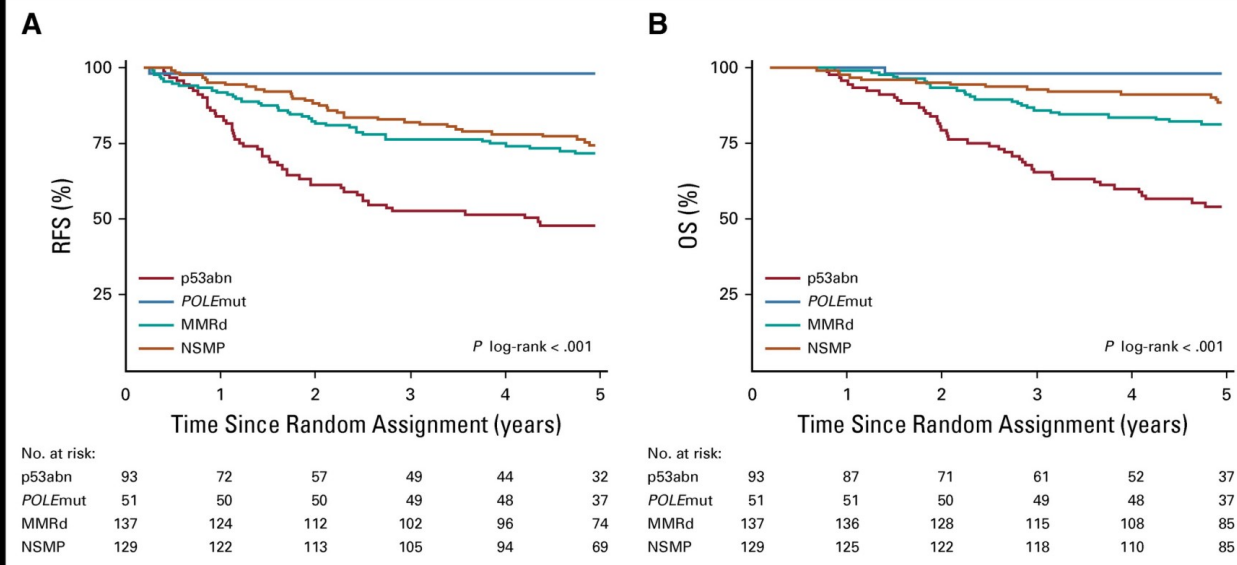 A
100
75
50
25
RFS (%)
p53abn
POLEmut
MMRd
NSMP
P log-rank < .001
0 1 2 3 4 5
Time Since Random Assignment (years)
No. at risk:
p53abn 93 72 57 49 44 32
POLEmut 51 50 50 49 48 37
MMRd 137 124 112 102 96 74
NSMP 129 122 113 105 94 69
B
100
75
50
25
OS (%)
p53abn
POLEmut
MMRd
NSMP
P log-rank < .001
0 1 2 3 4 5
Time Since Random Assignment (years)
No. at risk:
p53abn 93 87 71 61 52 37
POLEmut 51 51 50 49 48 37
MMRd 137 136 128 115 108 85
NSMP 129 125 122 118 110 85